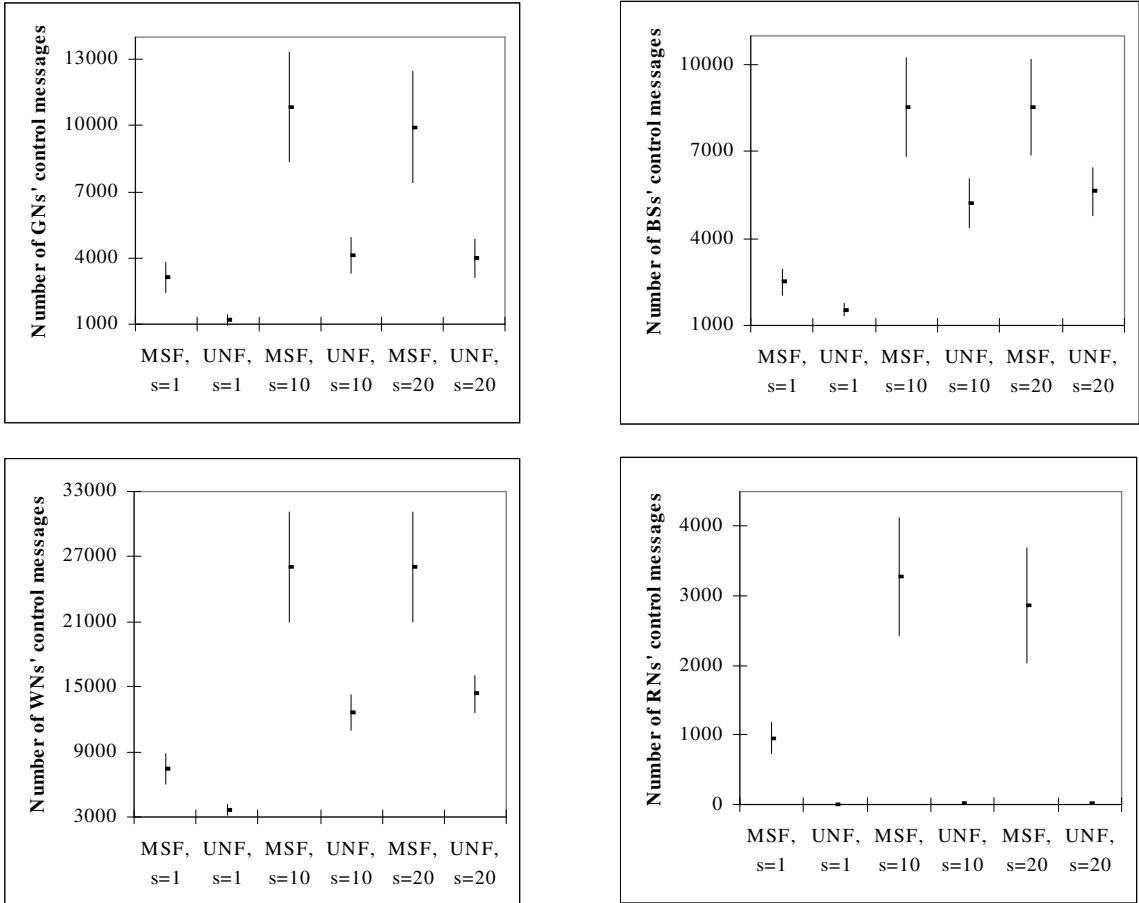 Number of GNs' control messages
13000
10000
7000
4000
1000
MSF, UNF, MSF, UNF, MSF, UNF,
s=1 s=1 s=10 s=10 s=20 s=20
Number of BSs' control messages
10000
7000
4000
1000
MSF, UNF, MSF, UNF, MSF, UNF,
s=1 s=1 s=10 s=10 s=20 s=20
Number of WNs' control messages
33000
27000
21000
15000
9000
3000
MSF, UNF, MSF, UNF, MSF, UNF,
s=1 s=1 s=10 s=10 s=20 s=20
Number of RNs' control messages
4000
3000
2000
1000
0
MSF, UNF, MSF, UNF, MSF, UNF,
s=1 s=1 s=10 s=10 s=20 s=20